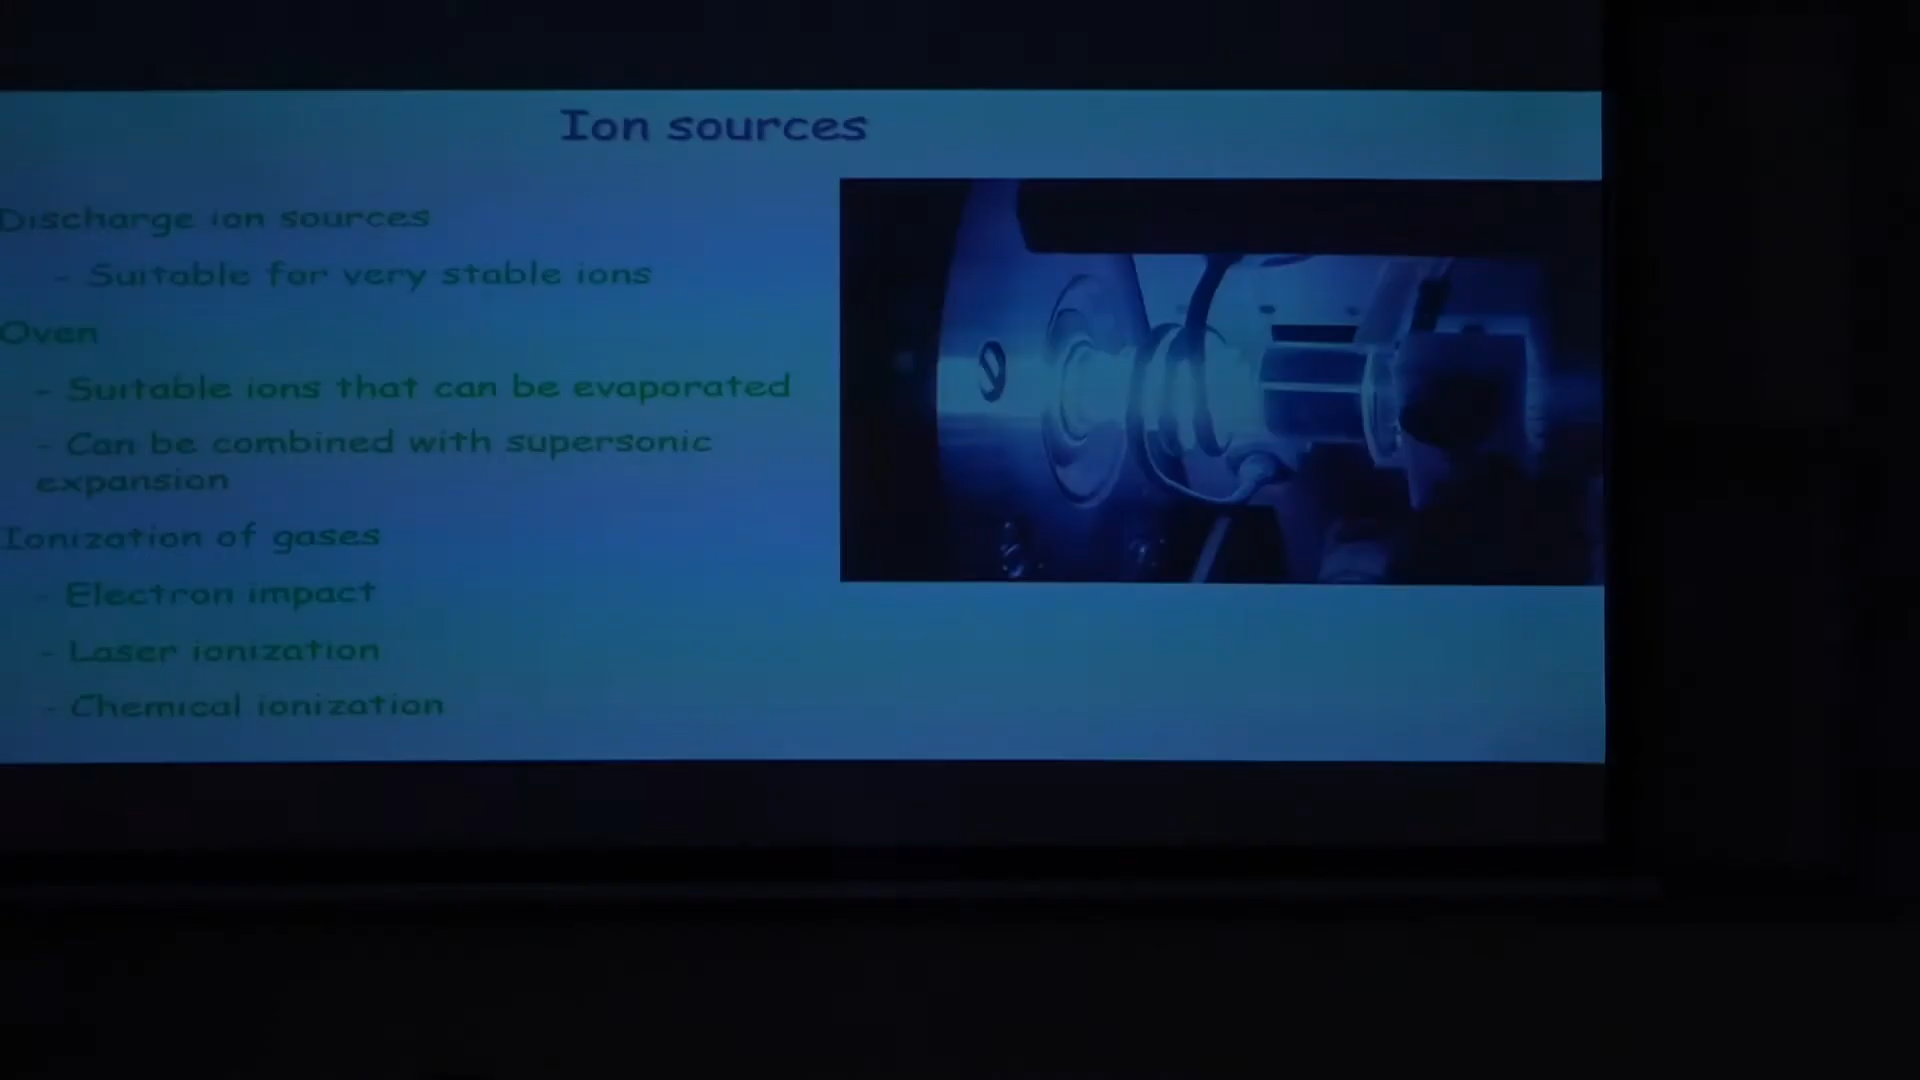 Ion sources
Discharge ion sources
- Suitable for very stable ions
Oven
- Suitable ions that can be evaporated
- Can be combined with supersonic
expansion
Ionization of gases
- Electron impact
- Laser ionization
- Chemical ionization